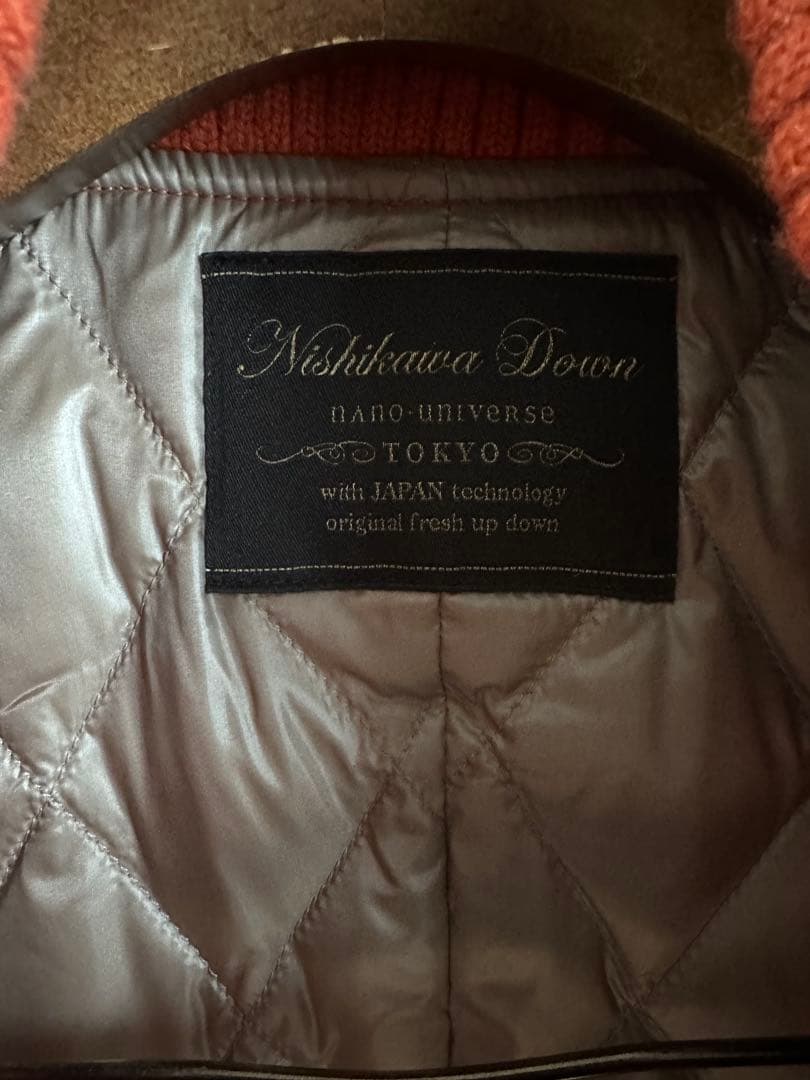 Nishikawa Down
nano·universe
TOKYO
with JAPAN technology
original fresh up down